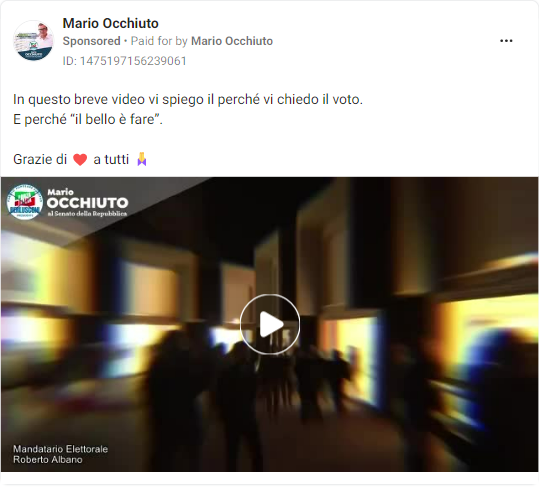 Mario Occhiuto
Sponsored • Paid for by Mario Occhiuto
ID: 1475197156239061
In questo breve video vi spiego il perché vi chiedo il voto.
E perché “il bello è fare”.
Grazie di ❤️ a tutti 🙏
Mario
OCCHIUTO
al Senato della Repubblica
BERLUSCONI
Mandatario Elettorale
Roberto Albano